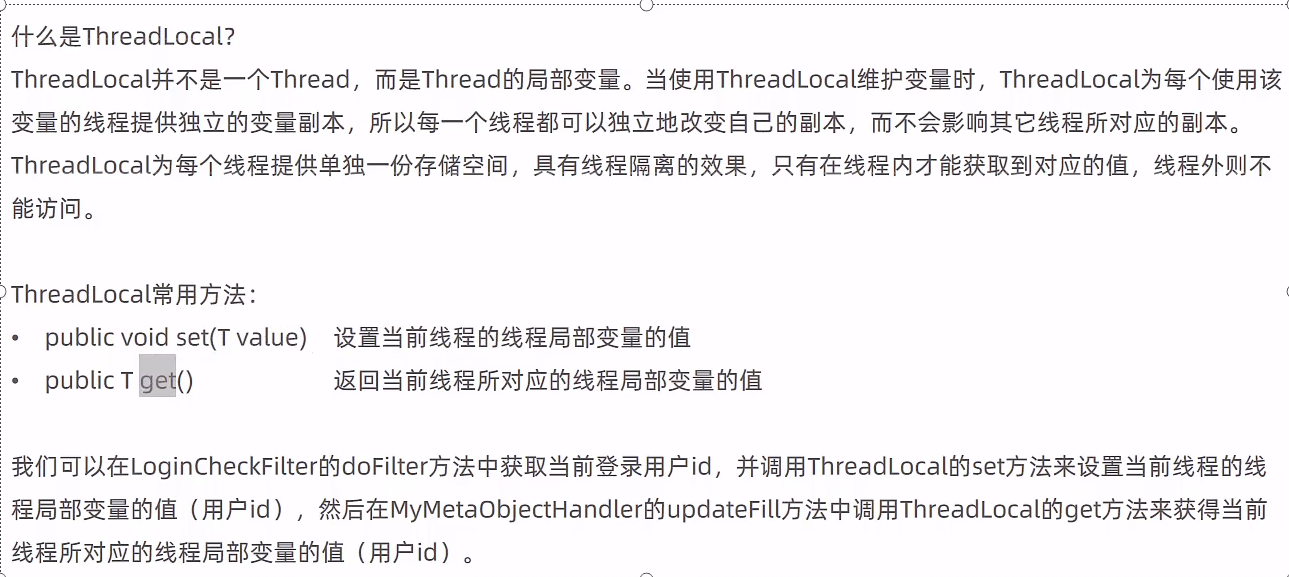 什么是ThreadLocal?
ThreadLocal并不是一个Thread，而是Thread的局部变量。当使用ThreadLocal维护变量时，ThreadLocal为每个使用该
变量的线程提供独立的变量副本，所以每一个线程都可以独立地改变自己的副本，而不会影响其它线程所对应的副本。
ThreadLocal为每个线程提供单独一份存储空间，具有线程隔离的效果，只有在线程内才能获取到对应的值，线程外则不
能访问。
ThreadLocal常用方法：
• public void set(T value) 设置当前线程的线程局部变量的值
• public T get() 返回当前线程所对应的线程局部变量的值
我们可以在LoginCheckFilter的doFilter方法中获取当前登录用户id，并调用ThreadLocal的set方法来设置当前线程的线
程局部变量的值（用户id），然后在MyMetaObjectHandler的updateFill方法中调用ThreadLocal的get方法来获得当前
线程所对应的线程局部变量的值（用户id）。